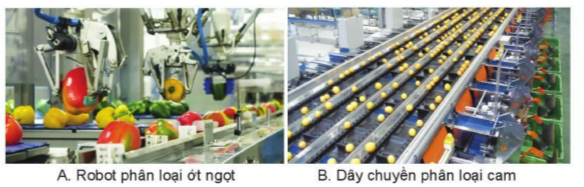 A. Robot phân loại ớt ngọt
B. Dây chuyền phân loại cam